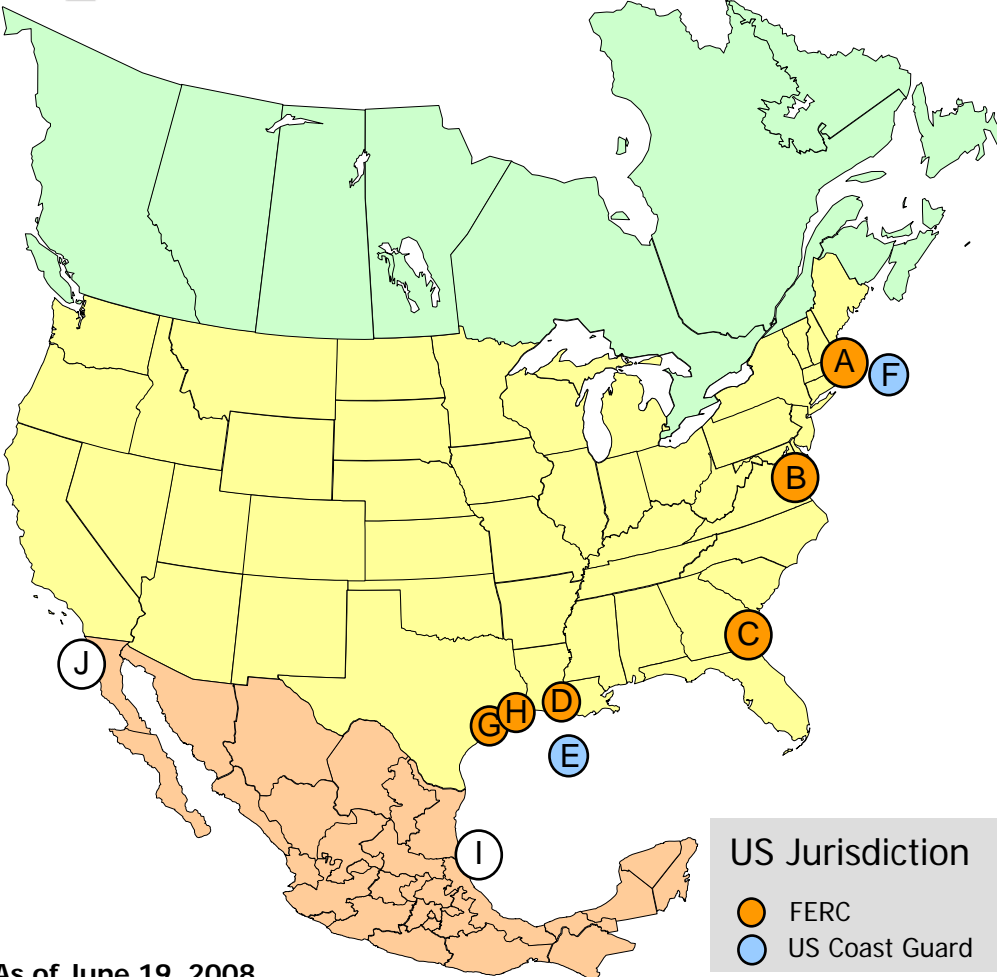 A
F
B
C
J
D
H
G
E
I
US Jurisdiction
FERC
US Coast Guard
As of June 19, 2008